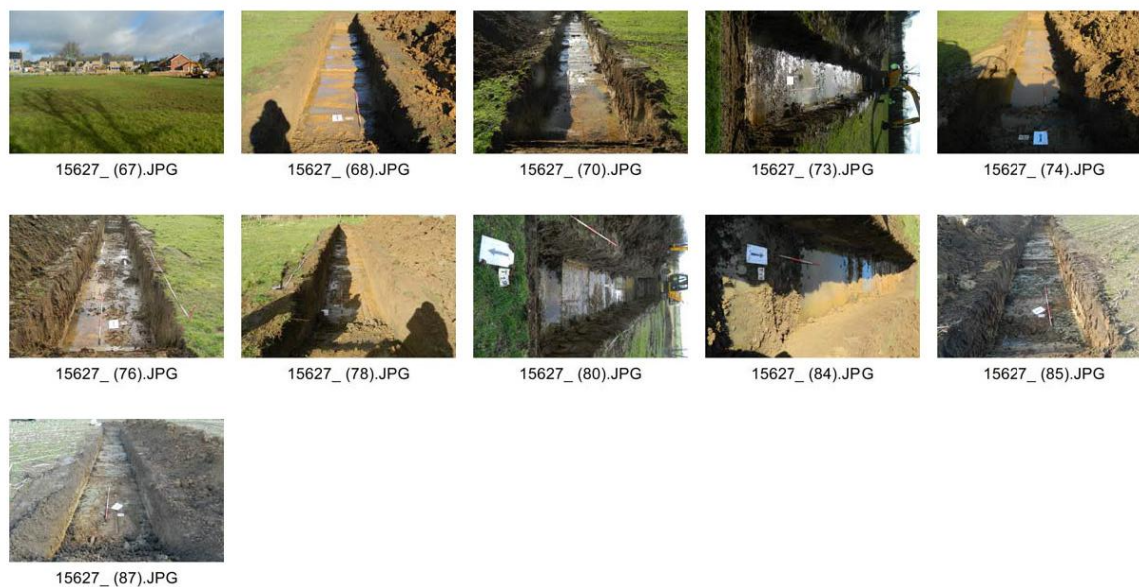 15627_ (67).JPG
15627_ (68).JPG
15627_ (70).JPG
15627_ (73).JPG
15627_ (74).JPG
15627_ (76).JPG
15627_ (78).JPG
15627_ (80).JPG
15627_ (84).JPG
15627_ (85).JPG
15627_ (87).JPG